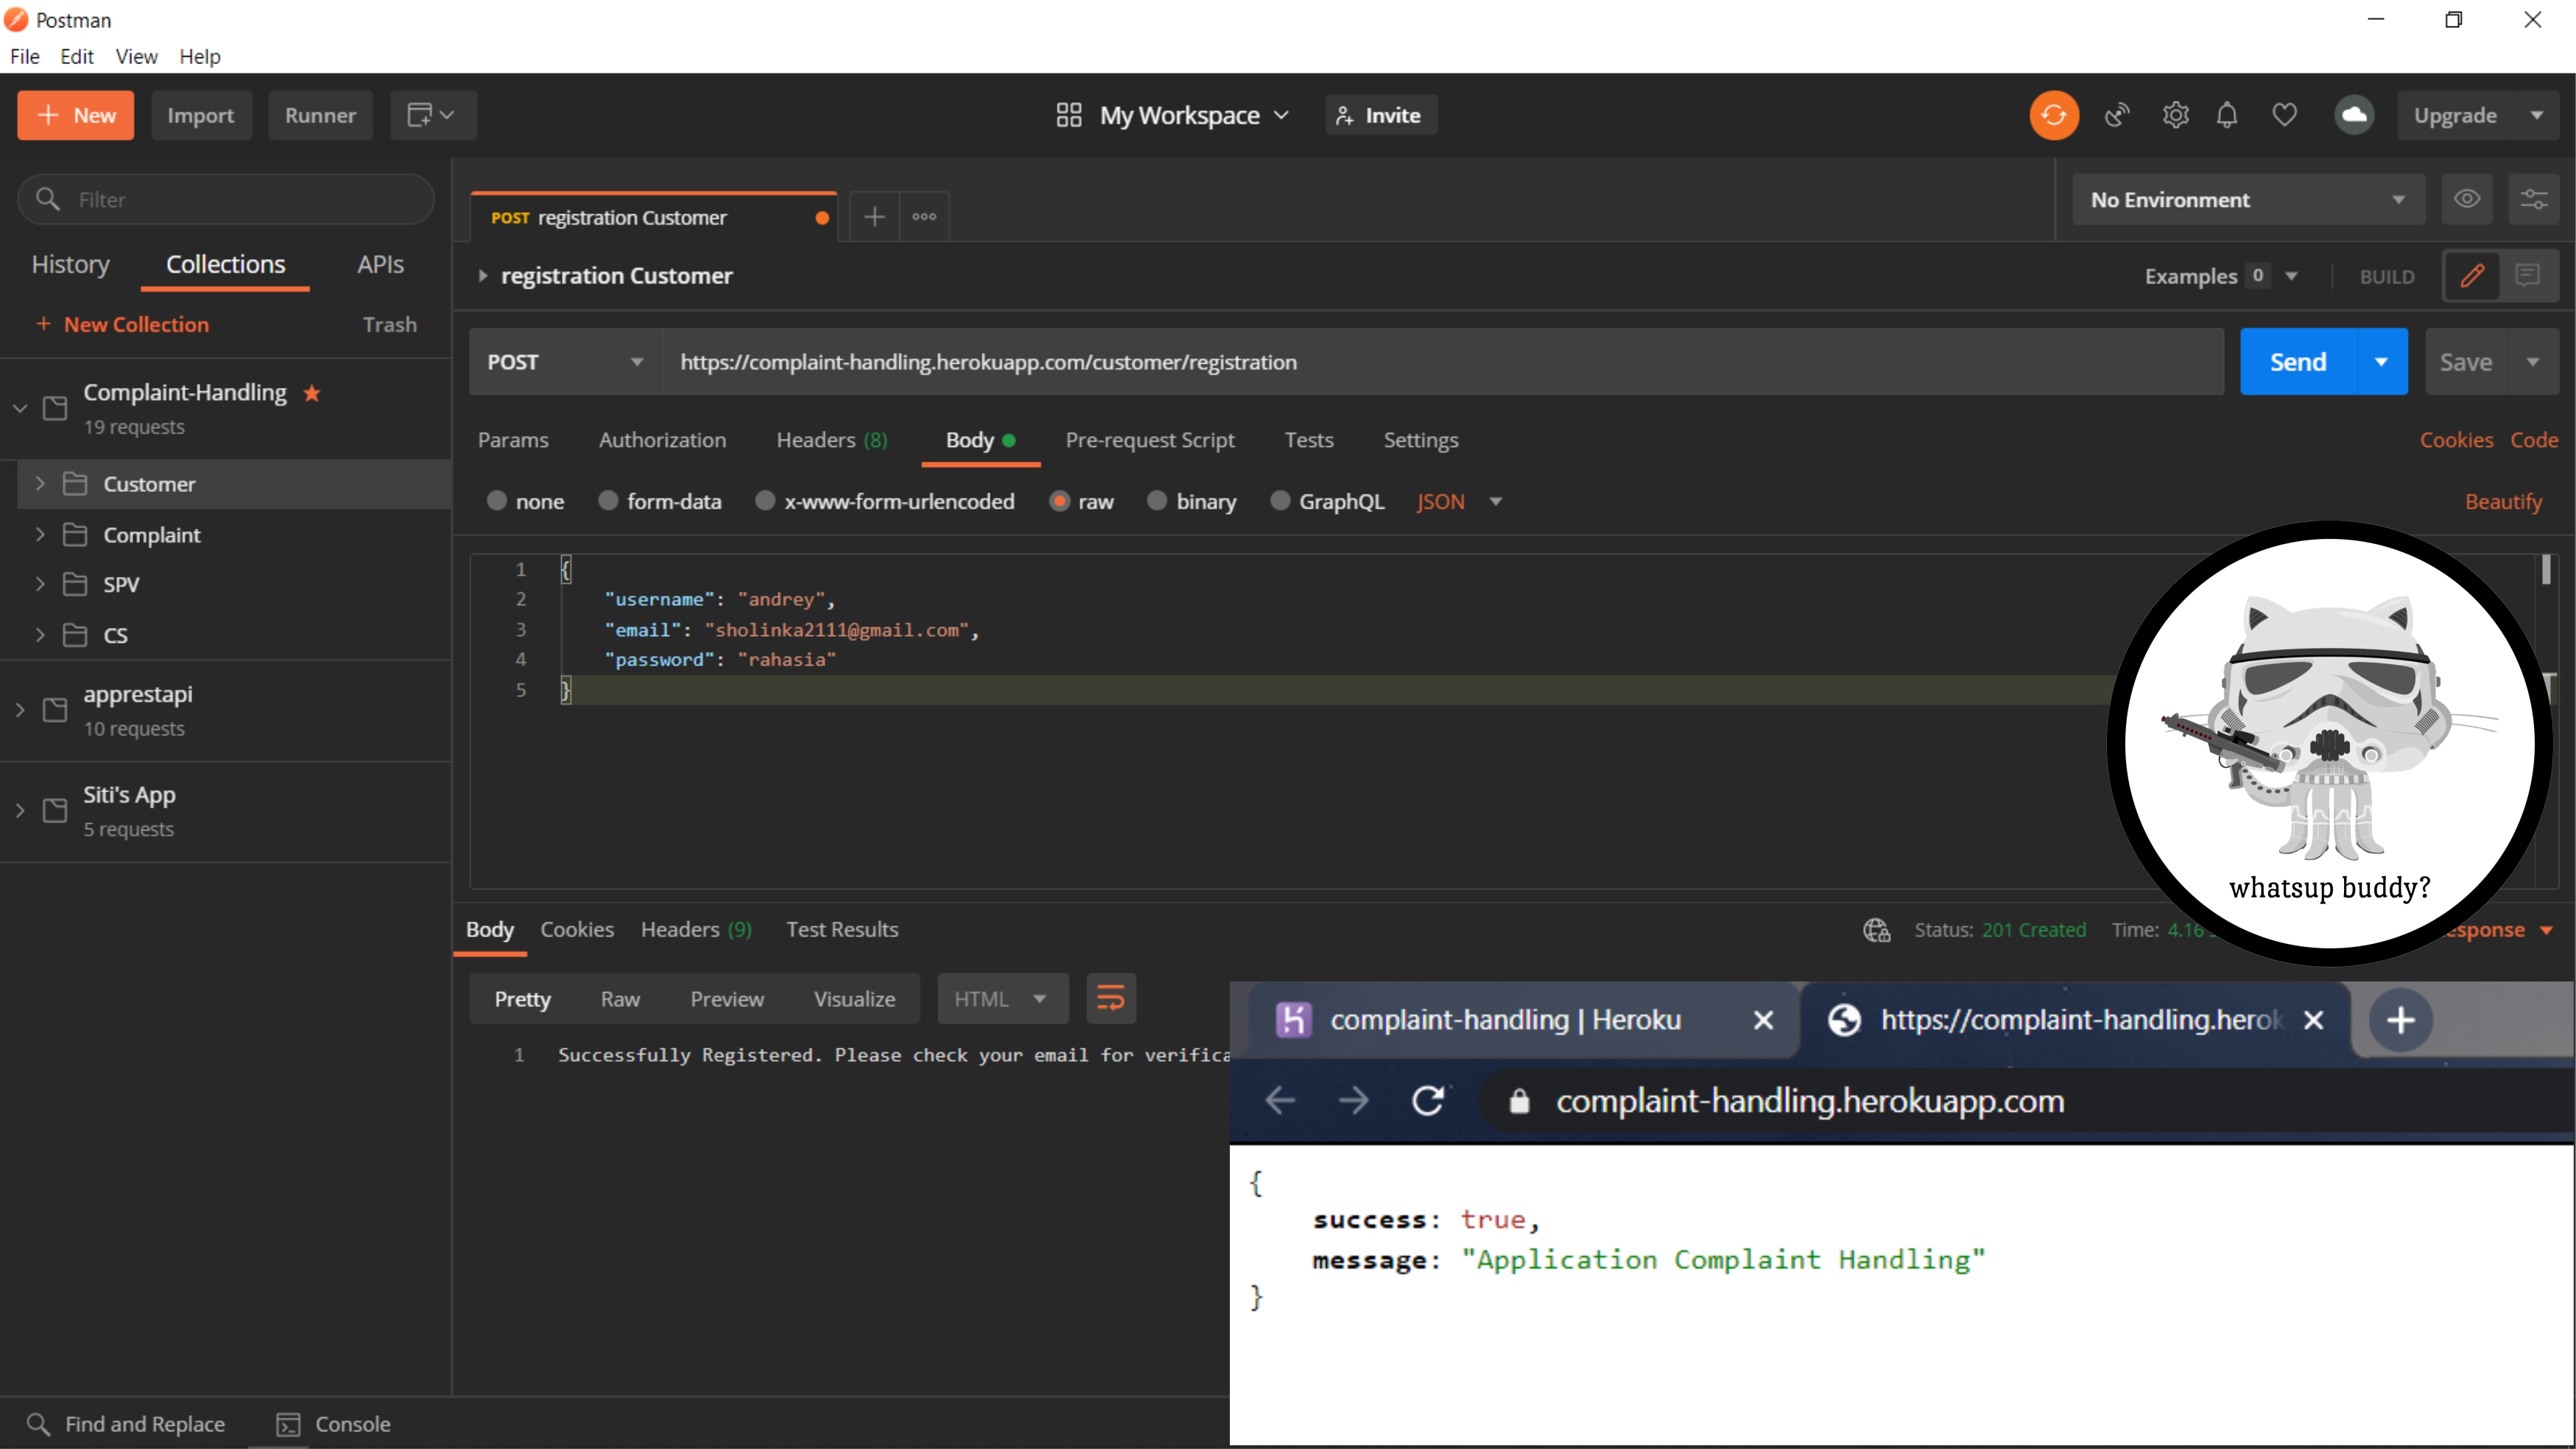 Postman
File Edit View Help
+ New Import Runner My Workspace Invite Upgrade
Filter
History Collections APIs
+ New Collection Trash
Complaint-Handling
19 requests
Customer
Complaint
SPV
CS
apprestapi
10 requests
Siti's App
5 requests
POST registration Customer
No Environment
registration Customer
Examples 0 BUILD
POST https://complaint-handling.herokuapp.com/customer/registration Send Save
Params Authorization Headers (8) Body Pre-request Script Tests Settings Cookies Code
none form-data x-www-form-urlencoded raw binary GraphQL JSON Beautify
1 {
2 "username": "andrey",
3 "email": "sholinka2111@gmail.com",
4 "password": "rahasia"
5 }
whatsup buddy?
Body Cookies Headers (9) Test Results Status: 201 Created Time: 4.16
Pretty Raw Preview Visualize HTML
1 Successfully Registered. Please check your email for verifica
complaint-handling | Heroku https://complaint-handling.herok
complaint-handling.herokuapp.com
{
success: true,
message: "Application Complaint Handling"
}
Find and Replace Console